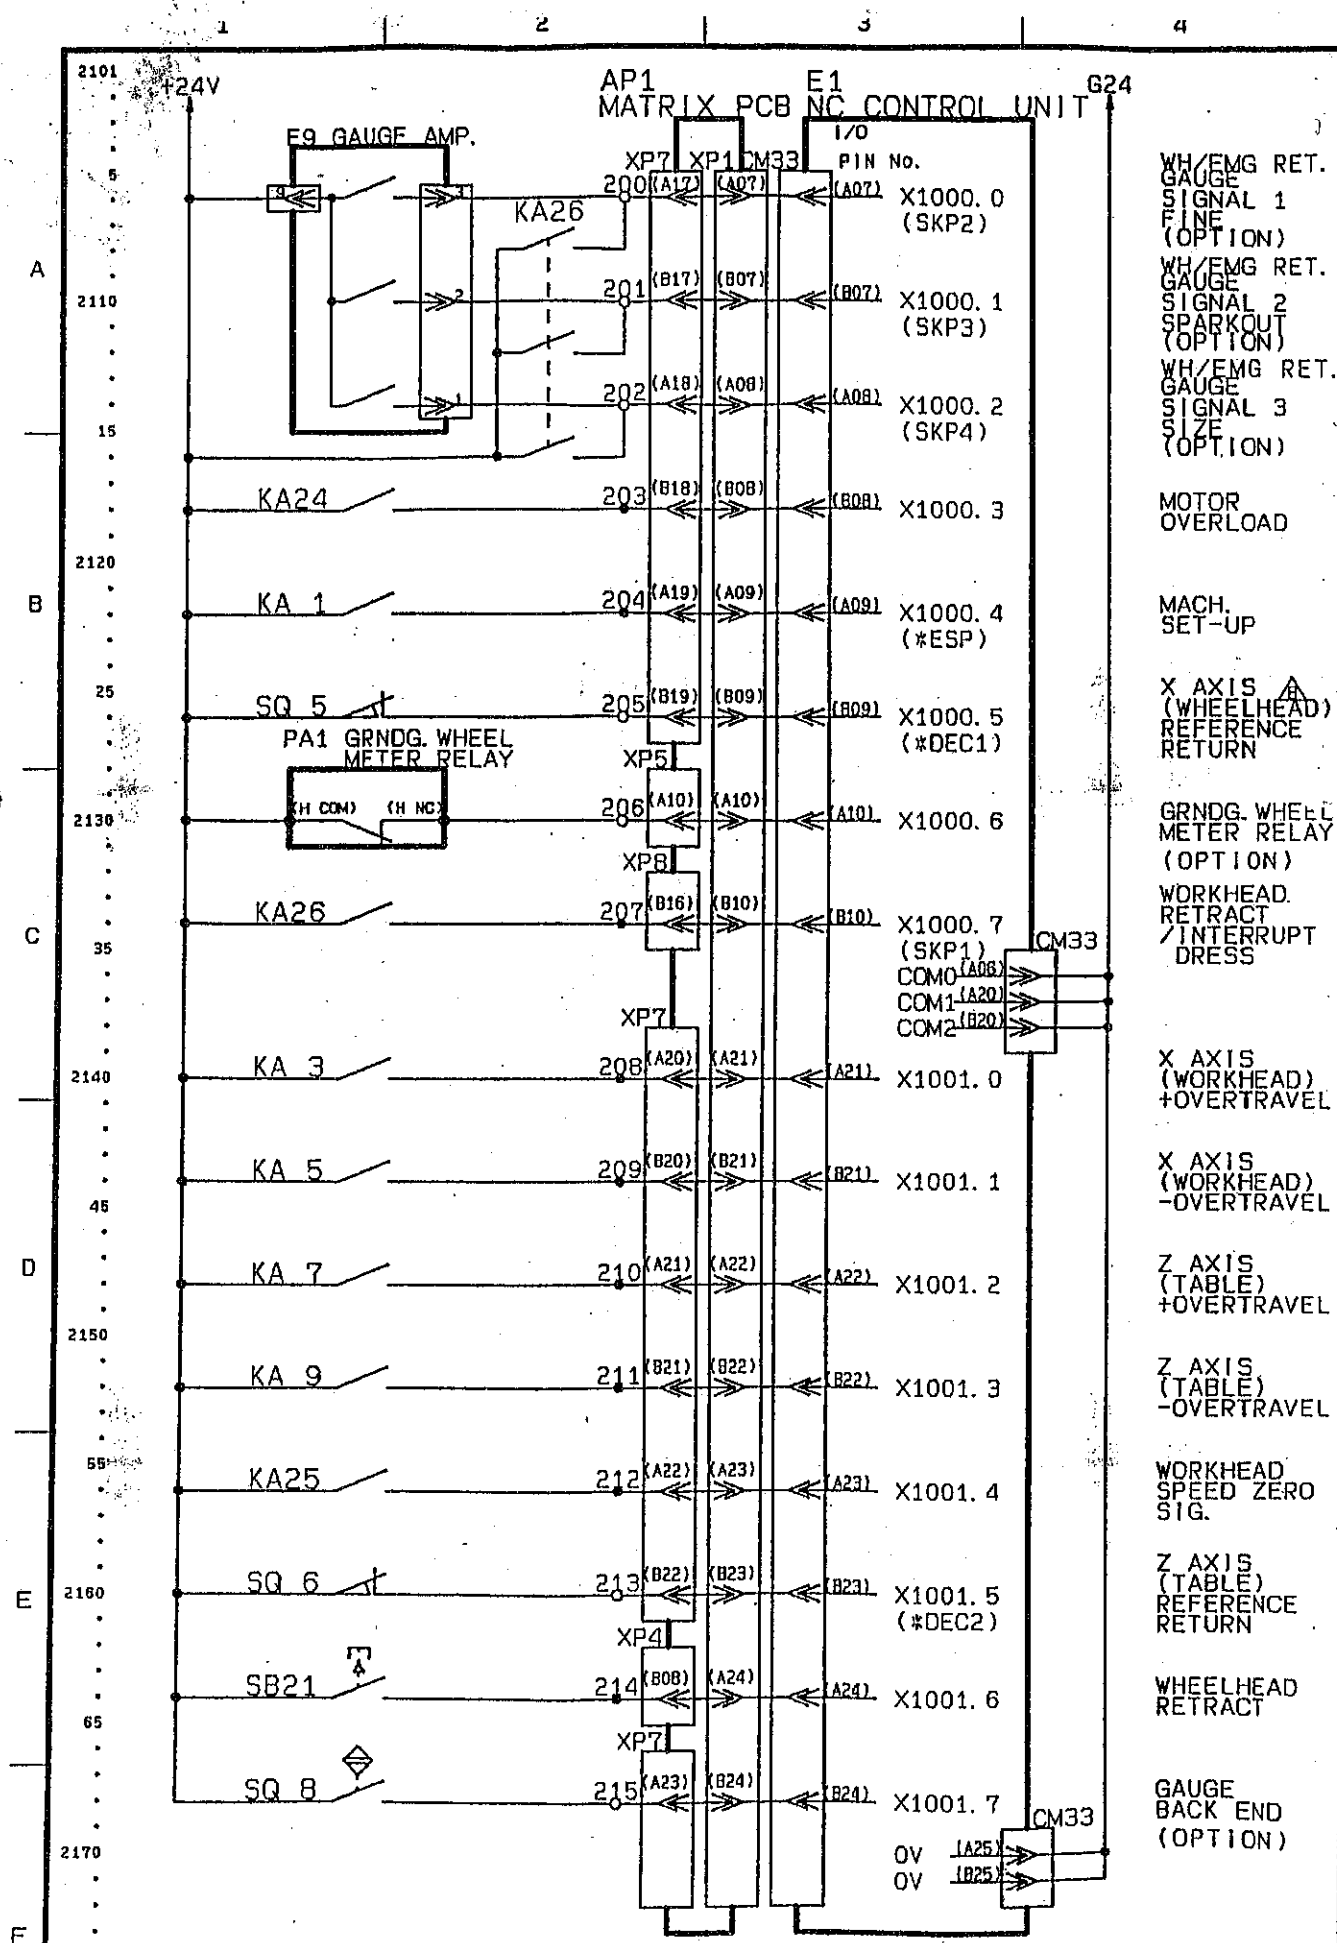 1 2 3 4
2101 +24V AP1 E1 G24
MATRIX PCB NC CONTROL UNIT
E9 GAUGE AMP. I/O
XP7 XP1 CM33 PIN No.
5 9 3 200 (A17) (A07) (A07) X1000.0
(SKP2)
WH/EMG RET.
GAUGE
SIGNAL 1
FINE
(OPTION)
KA26
A
2110 2 201 (B17) (B07) (B07) X1000.1
(SKP3)
WH/EMG RET.
GAUGE
SIGNAL 2
SPARKOUT
(OPTION)
1 202 (A18) (A08) (A08) X1000.2
(SKP4)
WH/EMG RET.
GAUGE
SIGNAL 3
SIZE
(OPTION)
15
KA24 203 (B18) (B08) (B08) X1000.3
MOTOR
OVERLOAD
2120
B
KA 1 204 (A19) (A09) (A09) X1000.4
(*ESP)
MACH.
SET-UP
25
SQ 5 205 (B19) (B09) (B09) X1000.5
(*DEC1)
X AXIS
(WHEELHEAD)
REFERENCE
RETURN
PA1 GRNDG. WHEEL
METER RELAY
XP5
2130 (H COM) (H NC) 206 (A10) (A10) (A10) X1000.6
GRNDG. WHEEL
METER RELAY
(OPTION)
XP8
C
KA26 207 (B16) (B10) (B10) X1000.7
(SKP1)
WORKHEAD
RETRACT
/INTERRUPT
DRESS
35
CM33
COM0 (A06)
COM1 (A20)
COM2 (B20)
XP7
2140 KA 3 208 (A20) (A21) (A21) X1001.0
X AXIS
(WORKHEAD)
+OVERTRAVEL
KA 5 209 (B20) (B21) (B21) X1001.1
X AXIS
(WORKHEAD)
-OVERTRAVEL
45
D
KA 7 210 (A21) (A22) (A22) X1001.2
Z AXIS
(TABLE)
+OVERTRAVEL
2150
KA 9 211 (B21) (B22) (B22) X1001.3
Z AXIS
(TABLE)
-OVERTRAVEL
55
KA25 212 (A22) (A23) (A23) X1001.4
WORKHEAD
SPEED ZERO
SIG.
E
2160 SQ 6 213 (B22) (B23) (B23) X1001.5
(*DEC2)
Z AXIS
(TABLE)
REFERENCE
RETURN
XP4
SB21 214 (B08) (A24) (A24) X1001.6
WHEELHEAD
RETRACT
65
XP7
SQ 8 215 (A23) (B24) (B24) X1001.7
GAUGE
BACK END
(OPTION)
CM33
2170 0V (A25)
0V (B25)
F